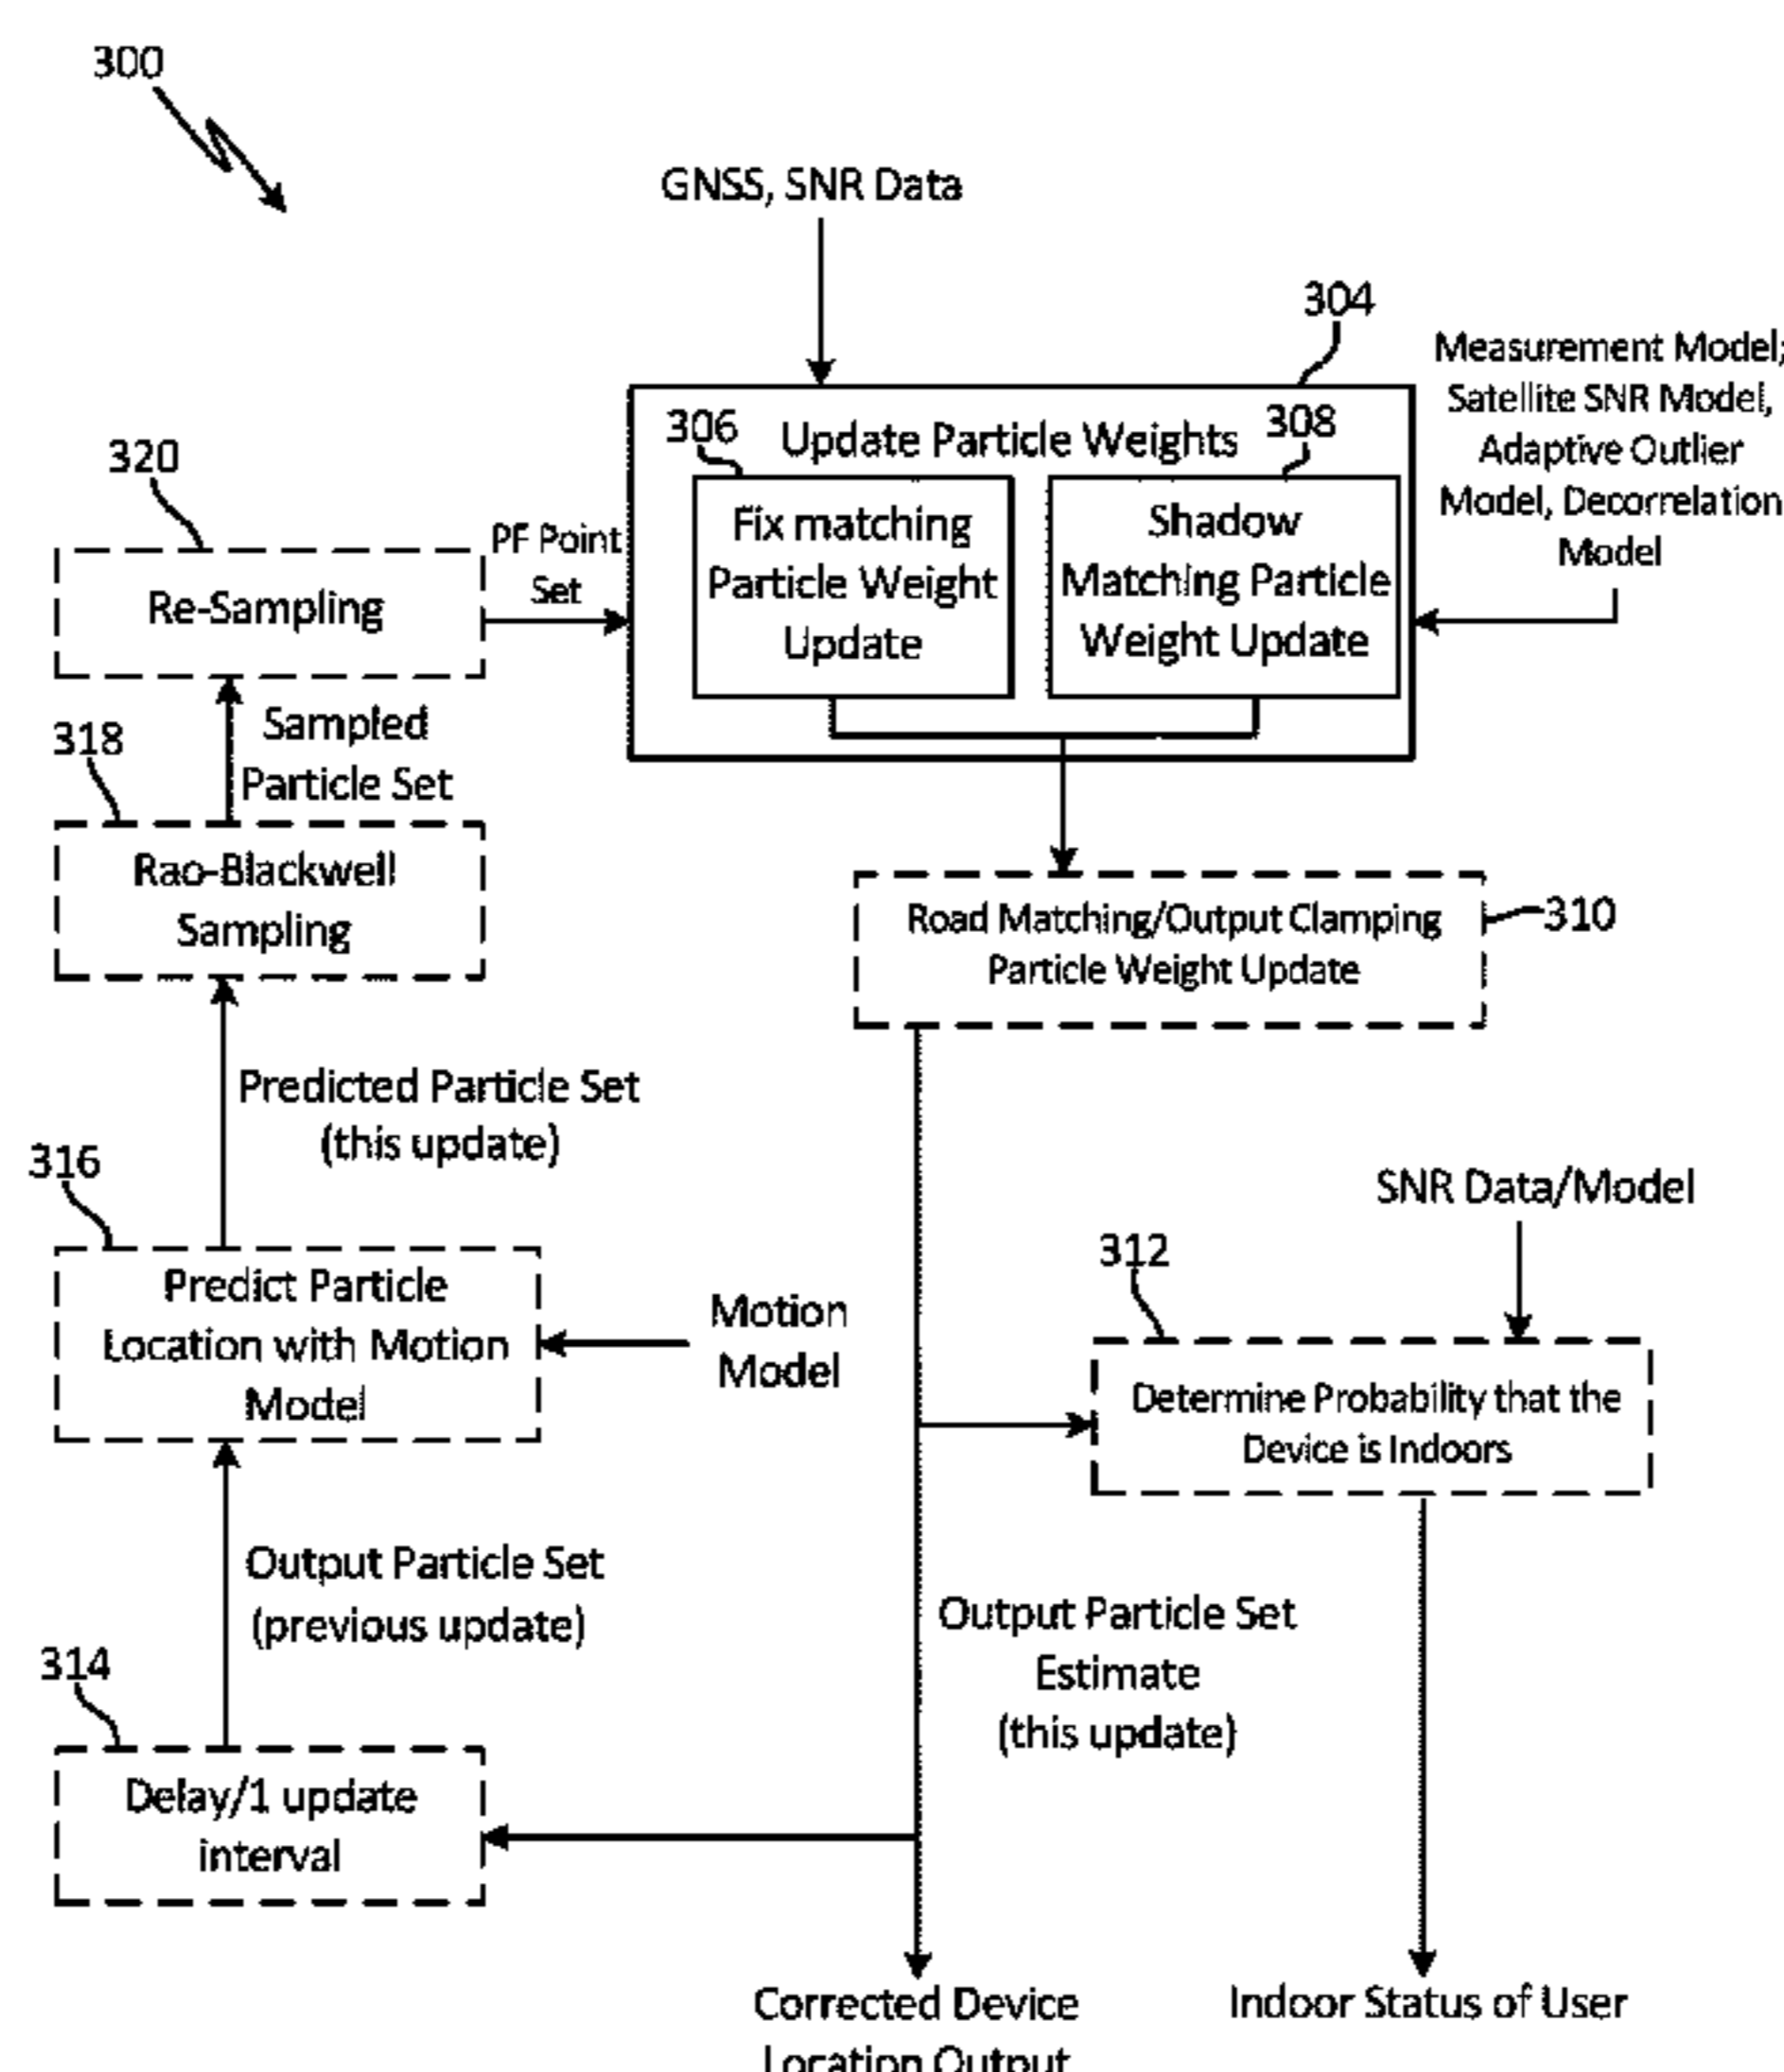 300
GNSS, SNR Data
304
Measurement Model;
Satellite SNR Model,
Adaptive Outlier
Model, Decorrelation
Model
306
Update Particle Weights
308
Fix matching
Particle Weight
Update
Shadow
Matching Particle
Weight Update
320
Re-Sampling
PF Point
Set
318
Sampled
Particle Set
Rao-Blackwell
Sampling
Road Matching/Output Clamping
Particle Weight Update
310
Predicted Particle Set
(this update)
316
Predict Particle
Location with Motion
Model
Motion
Model
SNR Data/Model
312
Determine Probability that the
Device is Indoors
Output Particle Set
(previous update)
314
Delay/1 update
interval
Output Particle Set
Estimate
(this update)
Corrected Device
Location Output
Indoor Status of User